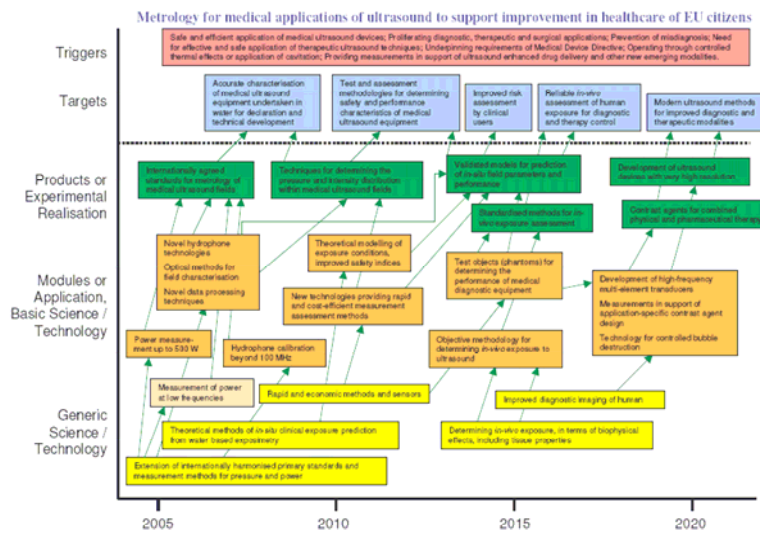 Metrology for medical applications of ultrasound to support improvement in healthcare of EU citizens
Triggers
Safe and efficient application of medical ultrasound devices; Proliferating diagnostic, therapeutic and surgical applications; Prevention of misdiagnosis; Need
for effective and safe application of therapeutic ultrasound techniques; Underpinning requirements of Medical Device Directive; Operating through controlled
thermal effects or application of cavitation; Providing measurements in support of ultrasound enhanced drug delivery and other new emerging modalities.
Targets
Accurate characterisation
of medical ultrasound
equipment undertaken in
water for declaration and
technical development
Test and assessment
methodologies for determining
safety and performance
characteristics of medical
ultrasound equipment
Improved risk
assessment
by clinical
users
Reliable in-vivo
assessment of human
exposure for diagnostic
and therapy control
Modern ultrasound methods
for improved diagnostic and
therapeutic modalities
Products or
Experimental
Realisation
Internationally agreed
standards for metrology of
medical ultrasound fields
Techniques for determining the
pressure and intensity distribution
within medical ultrasound fields
Validated models for prediction
of in-situ field parameters and
performance
Standardised methods for in-
vivo exposure assessment
Development of ultrasound
devices with very high resolution
Contrast agents for combined
physical and pharmaceutical therapy
Modules or
Application,
Basic Science /
Technology
Novel hydrophone
technologies
Optical methods for
field characterisation
Novel data processing
techniques
Theoretical modelling of
exposure conditions,
improved safety indices
New technologies providing rapid
and cost-efficient measurement
assessment methods
Test objects (phantoms) for
determining the
performance of medical
diagnostic equipment
Development of high-frequency
multi-element transducers
Measurements in support of
application-specific contrast agent
design
Technology for controlled bubble
destruction
Power measure-
ment up to 500 W
Hydrophone calibration
beyond 100 MHz
Objective methodology for
determining in-vivo exposure to
ultrasound
Generic
Science /
Technology
Measurement of power
at low frequencies
Rapid and economic methods and sensors
Improved diagnostic imaging of human
Theoretical methods of in situ clinical exposure prediction
from water based exposimetry
Determining in-vivo exposure, in terms of biophysical
effects, including tissue properties
Extension of internationally harmonised primary standards and
measurement methods for pressure and power
2005
2010
2015
2020